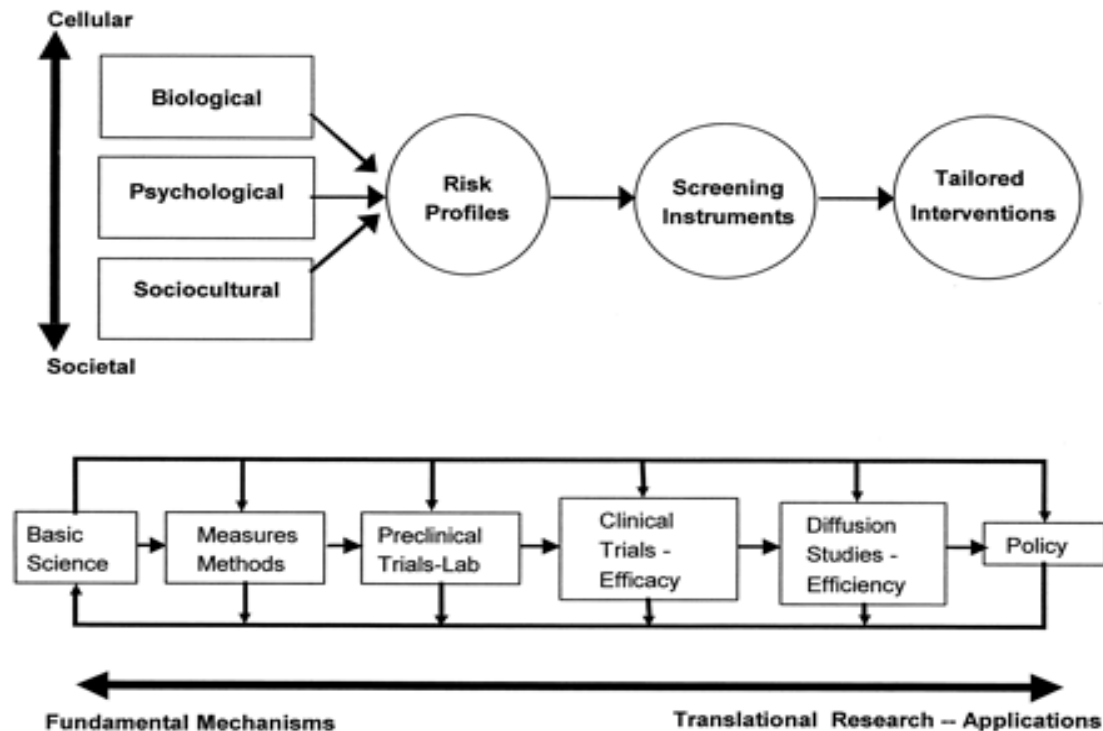 Cellular
Biological
Psychological
Sociocultural
Societal
Risk
Profiles
Screening
Instruments
Tailored
Interventions
Basic
Science
Measures
Methods
Preclinical
Trials-Lab
Clinical
Trials -
Efficacy
Diffusion
Studies -
Efficiency
Policy
Fundamental Mechanisms
Translational Research -- Applications